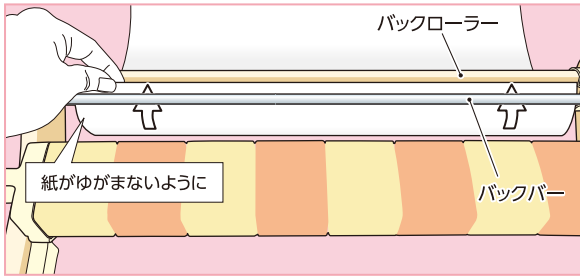 バックローラー
紙がゆがまないように
バックバー